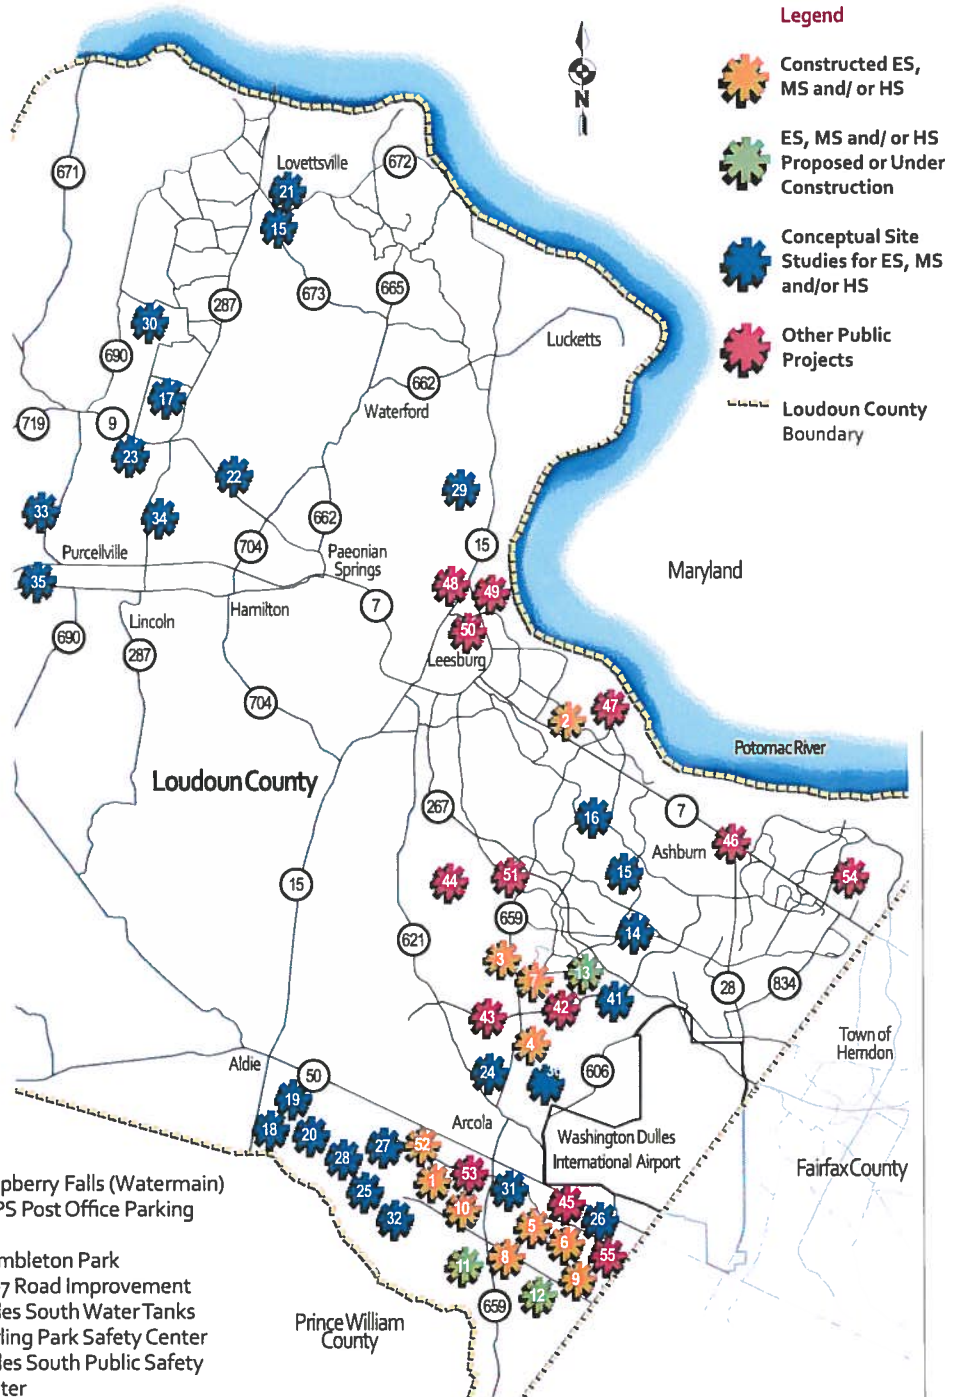 Legend
Constructed ES,
MS and/ or HS
ES, MS and/ or HS
Proposed or Under
Construction
Conceptual Site
Studies for ES, MS
and/or HS
Other Public
Projects
Loudoun County
Boundary
N
671
Lovettsville
672
21
15
287
673
665
30
690
Lucketts
17
662
Waterford
719
9
23
22
29
33
34
662
704
15
Purcellville
Paeonian
Springs
35
48
49
Maryland
7
Hamilton
Lincoln
690
287
50
Leesburg
704
2
47
Potomac River
Loudoun County
267
16
7
46
Ashburn
15
44
51
54
15
659
621
14
3
7
13
28
834
41
43
42
Town of
Herndon
4
Aldie
50
24
606
19
18
20
Arcola
Washington Dulles
International Airport
28
27
52
Fairfax County
25
1
53
31
32
10
45
26
5
6
55
11
8
9
12
659
Prince William
County
pberry Falls (Watermain)
PS Post Office Parking
mbleton Park
7 Road Improvement
les South Water Tanks
ling Park Safety Center
les South Public Safety
ter